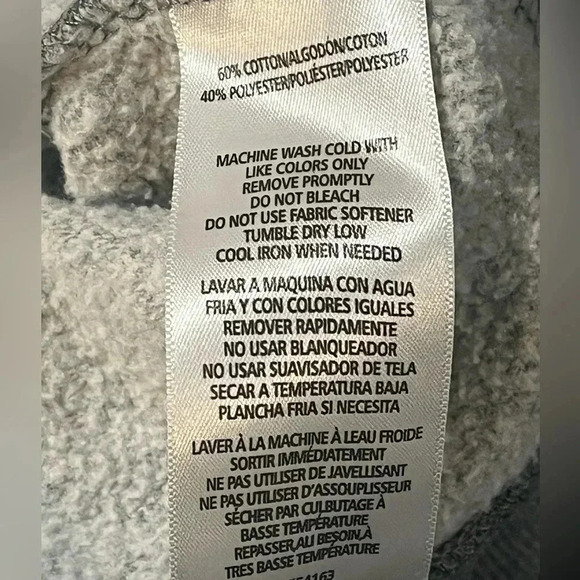 60% COTTON/ALGODÓN/COTON
40% POLYESTER/POLIÉSTER/POLYESTER
MACHINE WASH COLD WITH
LIKE COLORS ONLY
REMOVE PROMPTLY
DO NOT BLEACH
DO NOT USE FABRIC SOFTENER
TUMBLE DRY LOW
COOL IRON WHEN NEEDED
LAVAR A MAQUINA CON AGUA
FRIA Y CON COLORES IGUALES
REMOVER RAPIDAMENTE
NO USAR BLANQUEADOR
NO USAR SUAVISADOR DE TELA
SECAR A TEMPERATURA BAJA
PLANCHA FRIA SI NECESITA
LAVER À LA MACHINE À LEAU FROIDE
SORTIR IMMÉDIATEMENT
NE PAS UTILISER DE JAVELLISANT
NE PAS UTILISER D'ASSOUPLISSEUR
SÉCHER PAR CULBUTAGE À
BASSE TEMPÉRATURE
REPASSER,AU BESOIN,À
TRES BASSE TEMPÉRATURE